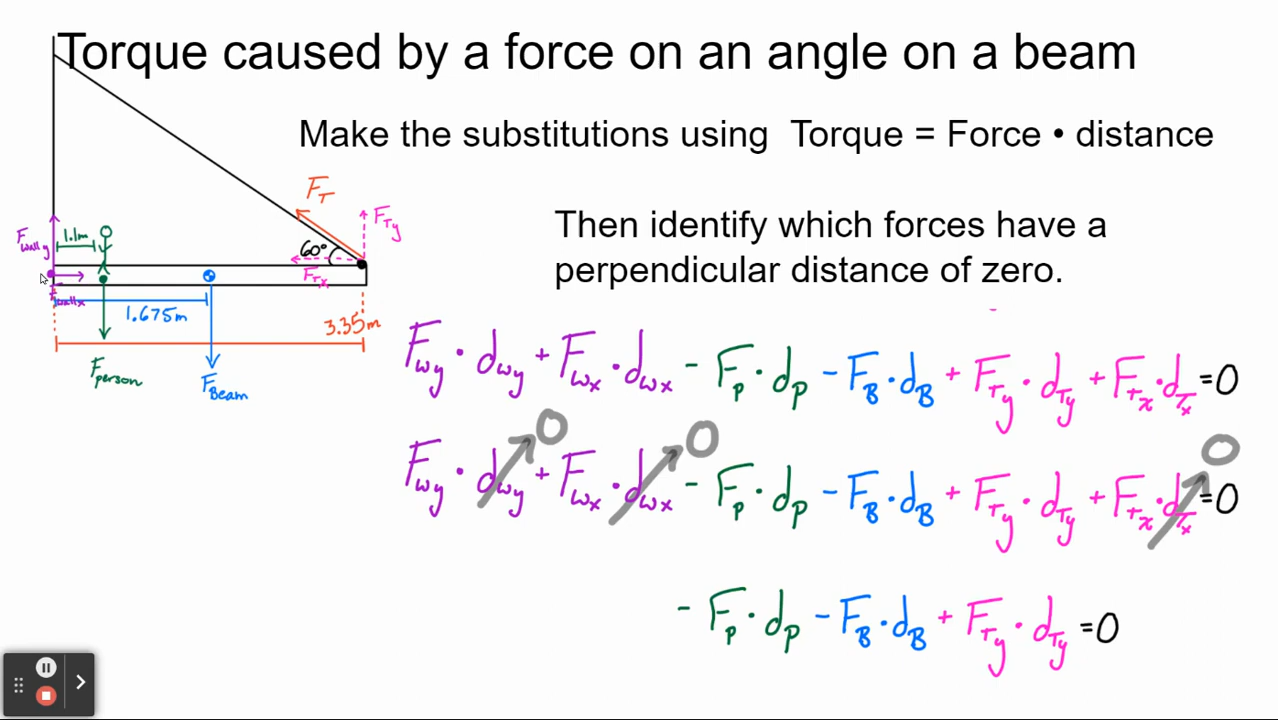 Torque caused by a force on an angle on a beam
Make the substitutions using Torque = Force • distance
Then identify which forces have a
perpendicular distance of zero.
F_T
F_Ty
F_wall y
1.1m
60°
F_Tx
F_wall x
1.675m
3.35m
F_person
F_Beam
F_wy · d_wy + F_wx · d_wx - F_P · d_P - F_B · d_B + F_Ty · d_Ty + F_Tx · d_Tx = 0
0 0 0
F_wy · d_wy + F_wx · d_wx - F_P · d_P - F_B · d_B + F_Ty · d_Ty + F_Tx · d_Tx = 0
- F_P · d_P - F_B · d_B + F_Ty · d_Ty = 0